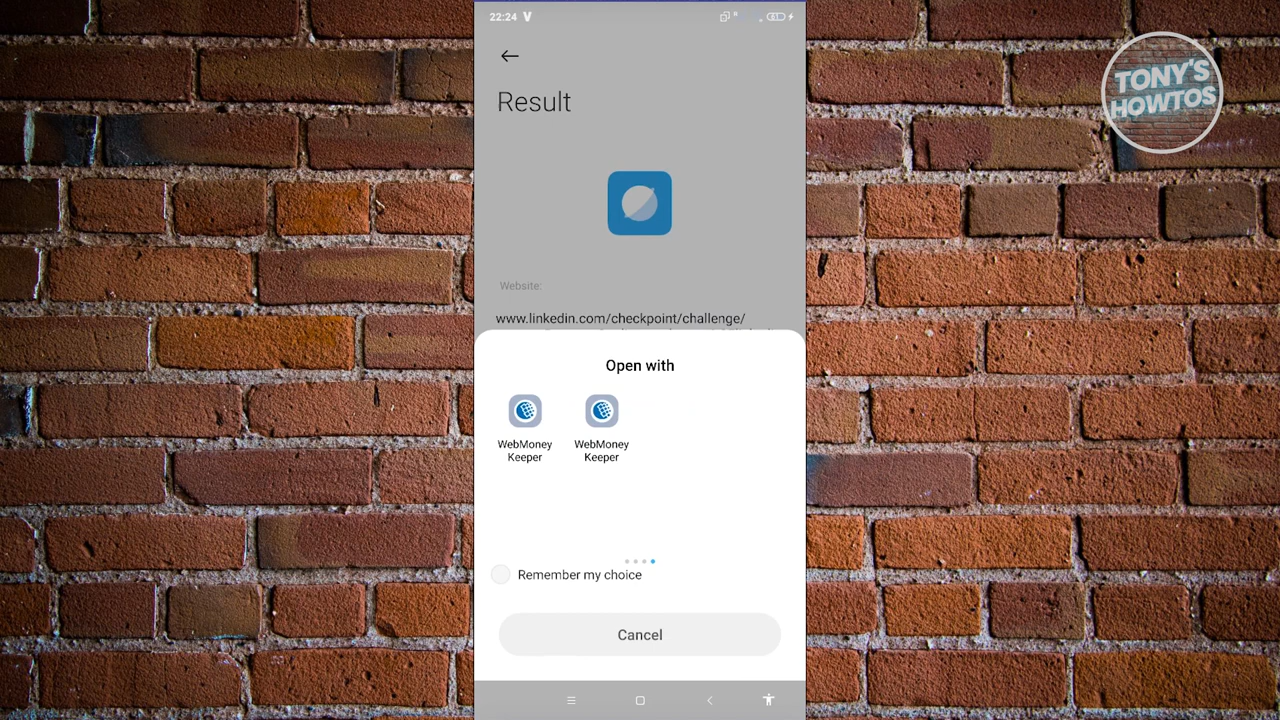 22:24
TONY'S
HOWTOS
Result
Website:
www.linkedin.com/checkpoint/challenge/
Open with
WebMoney Keeper
WebMoney Keeper
Remember my choice
Cancel